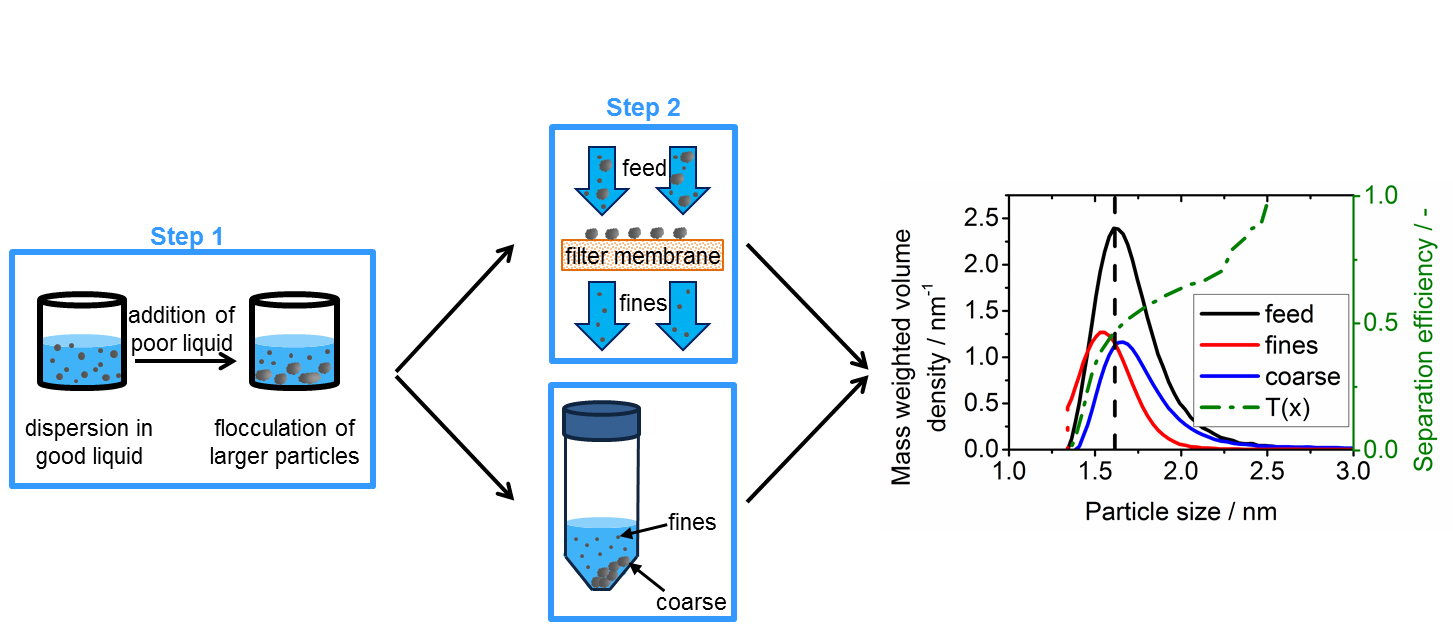 Step 1
addition of
poor liquid
dispersion in
good liquid
flocculation of
larger particles
Step 2
feed
filter membrane
fines
fines
coarse
Mass weighted volume
density / nm-1
2.5
2.0
1.5
1.0
0.5
0.0
1.0
1.5
2.0
2.5
3.0
Particle size / nm
feed
fines
coarse
T(x)
1.0
0.5
0.0
Separation efficiency / -